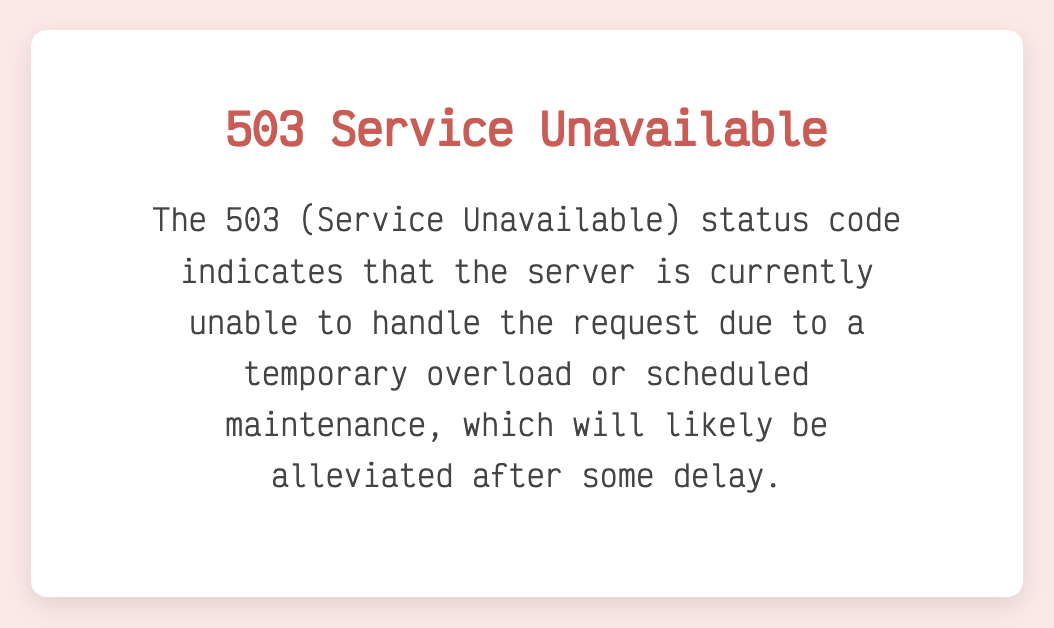 503 Service Unavailable
The 503 (Service Unavailable) status code
indicates that the server is currently
unable to handle the request due to a
temporary overload or scheduled
maintenance, which will likely be
alleviated after some delay.